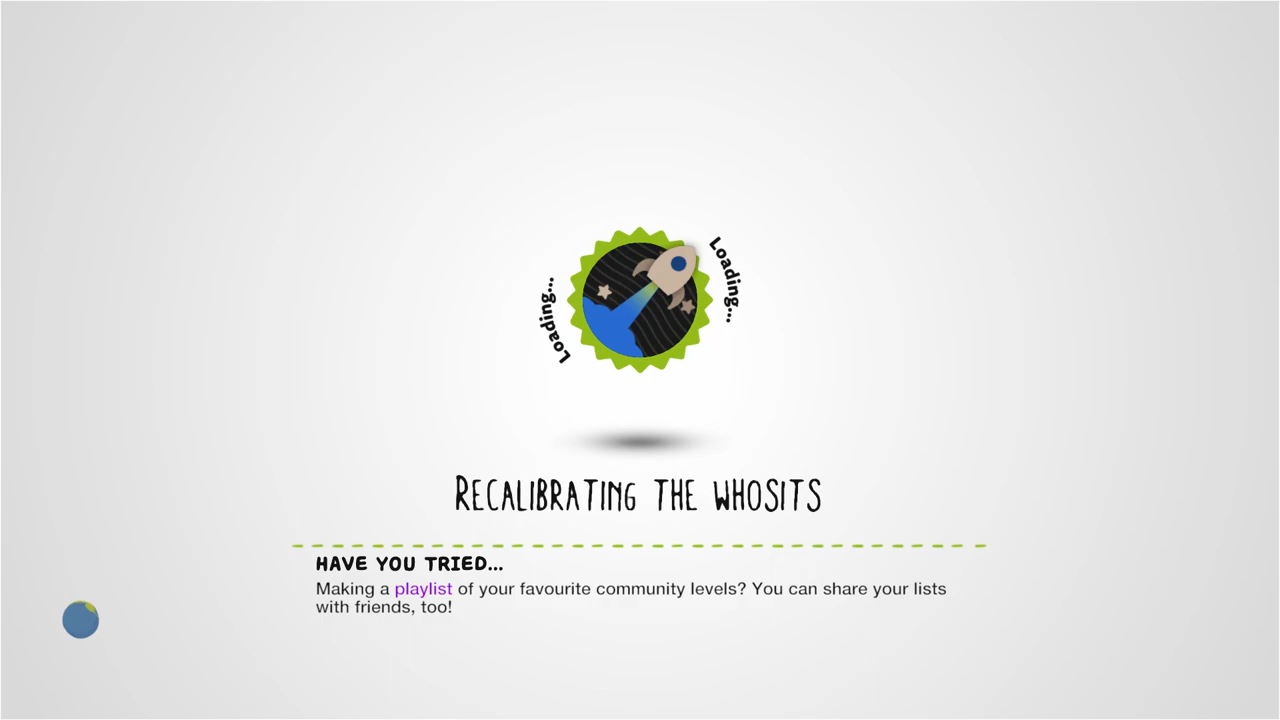 Loading...
Loading...
RECALIBRATING THE WHOSITS
HAVE YOU TRIED...
Making a playlist of your favourite community levels? You can share your lists
with friends, too!